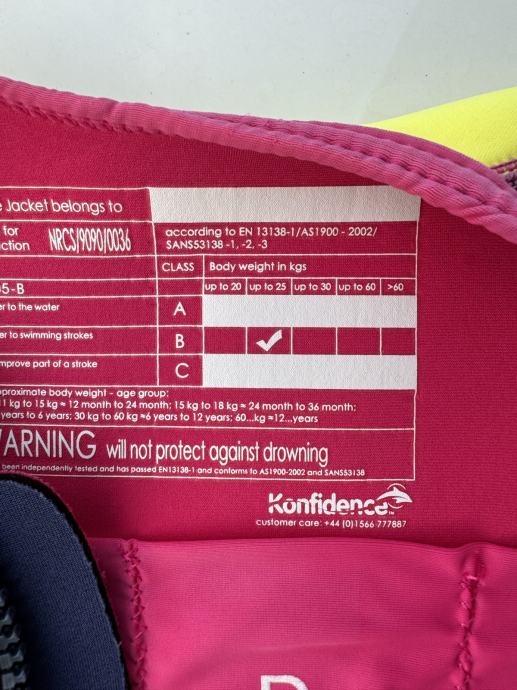 Jacket belongs to
for
NRCS/9090/0036
according to EN 13138-1/AS1900 - 2002/
SANS53138 -1, -2, -3
CLASS
Body weight in kgs
5-B
up to 20
up to 25
up to 30
up to 60
>60
er to the water
A
er to swimming strokes
B
✓
mprove part of a stroke
C
proximate body weight - age group:
1 kg to 15 kg ≈ 12 month to 24 month; 15 kg to 18 kg ≈ 24 month to 36 month;
years to 6 years; 30 kg to 60 kg ≈6 years to 12 years; 60...kg ≈12...years
ARNING will not protect against drowning
been independently tested and has passed EN13138-1 and conforms to AS1900-2002 and SANS53138
Konfidence™
customer care: +44 (0)1566 777887